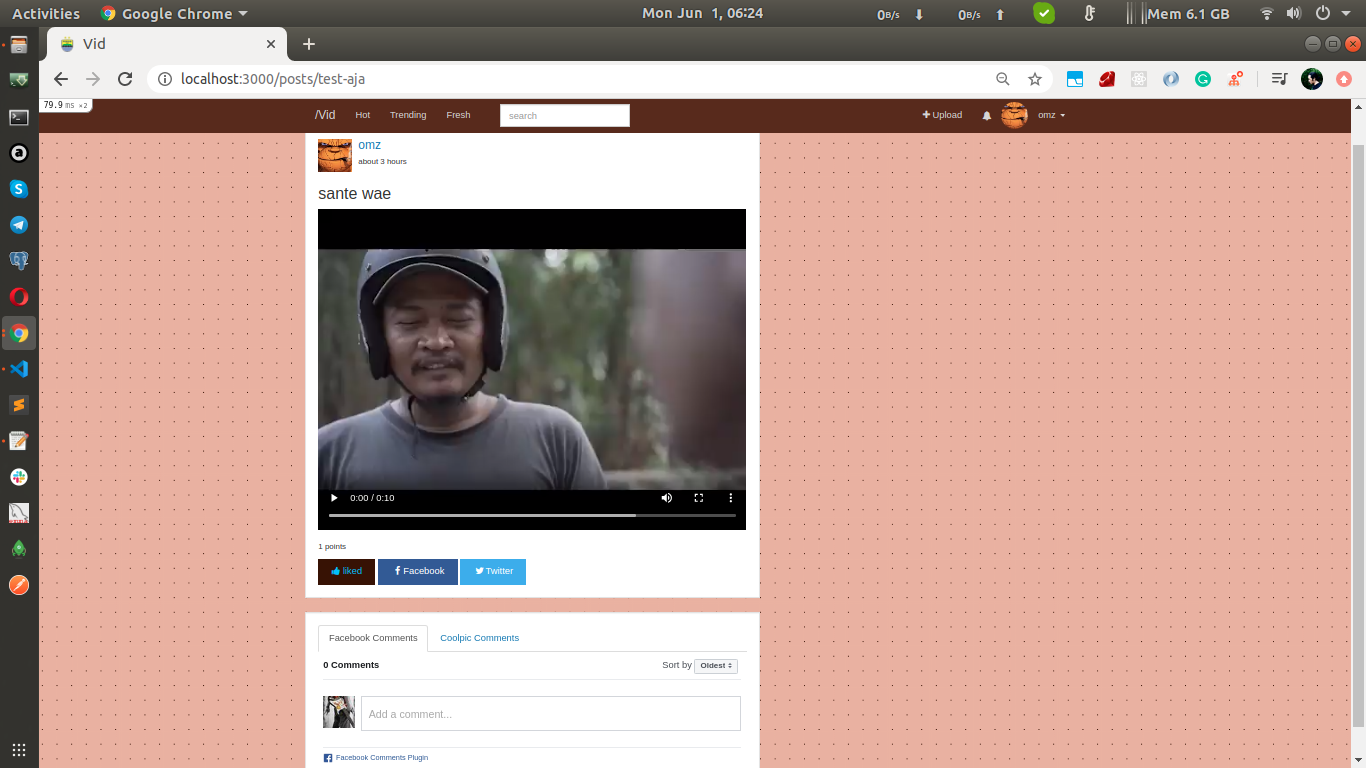 Activities Google Chrome Mon Jun 1, 06:24 0B/s 0B/s Mem 6.1 GB
Vid
localhost:3000/posts/test-aja
79.9 ms ×2
/Vid Hot Trending Fresh search Upload omz
omz
about 3 hours
sante wae
0:00 / 0:10
1 points
liked Facebook Twitter
Facebook Comments Coolpic Comments
0 Comments Sort by Oldest
Add a comment...
Facebook Comments Plugin